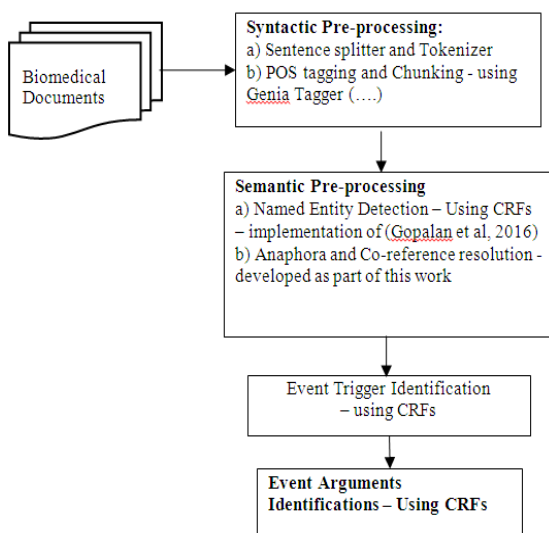 Biomedical
Documents
Syntactic Pre-processing:
a) Sentence splitter and Tokenizer
b) POS tagging and Chunking - using
Genia Tagger (....)
Semantic Pre-processing
a) Named Entity Detection – Using CRFs
– implementation of (Gopalan et al, 2016)
b) Anaphora and Co-reference resolution -
developed as part of this work
Event Trigger Identification
– using CRFs
Event Arguments
Identifications – Using CRFs